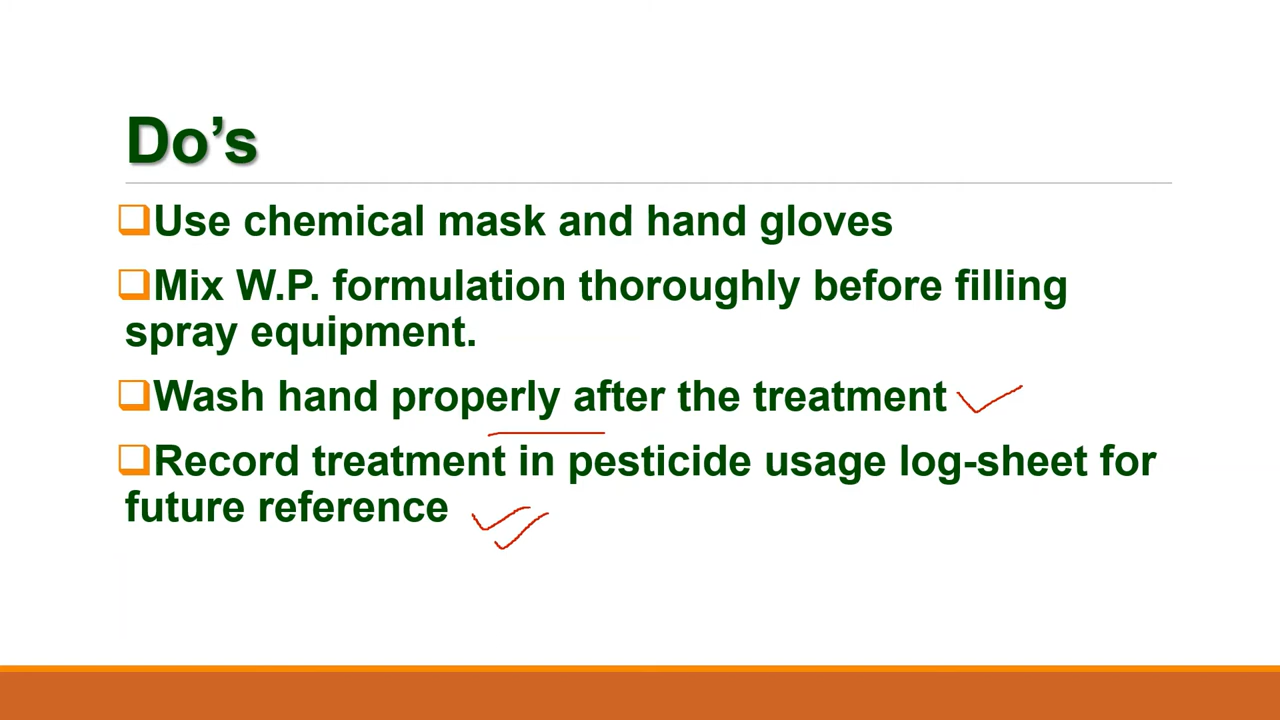 Do’s
❑Use chemical mask and hand gloves
❑Mix W.P. formulation thoroughly before filling
spray equipment.
❑Wash hand properly after the treatment
❑Record treatment in pesticide usage log-sheet for
future reference